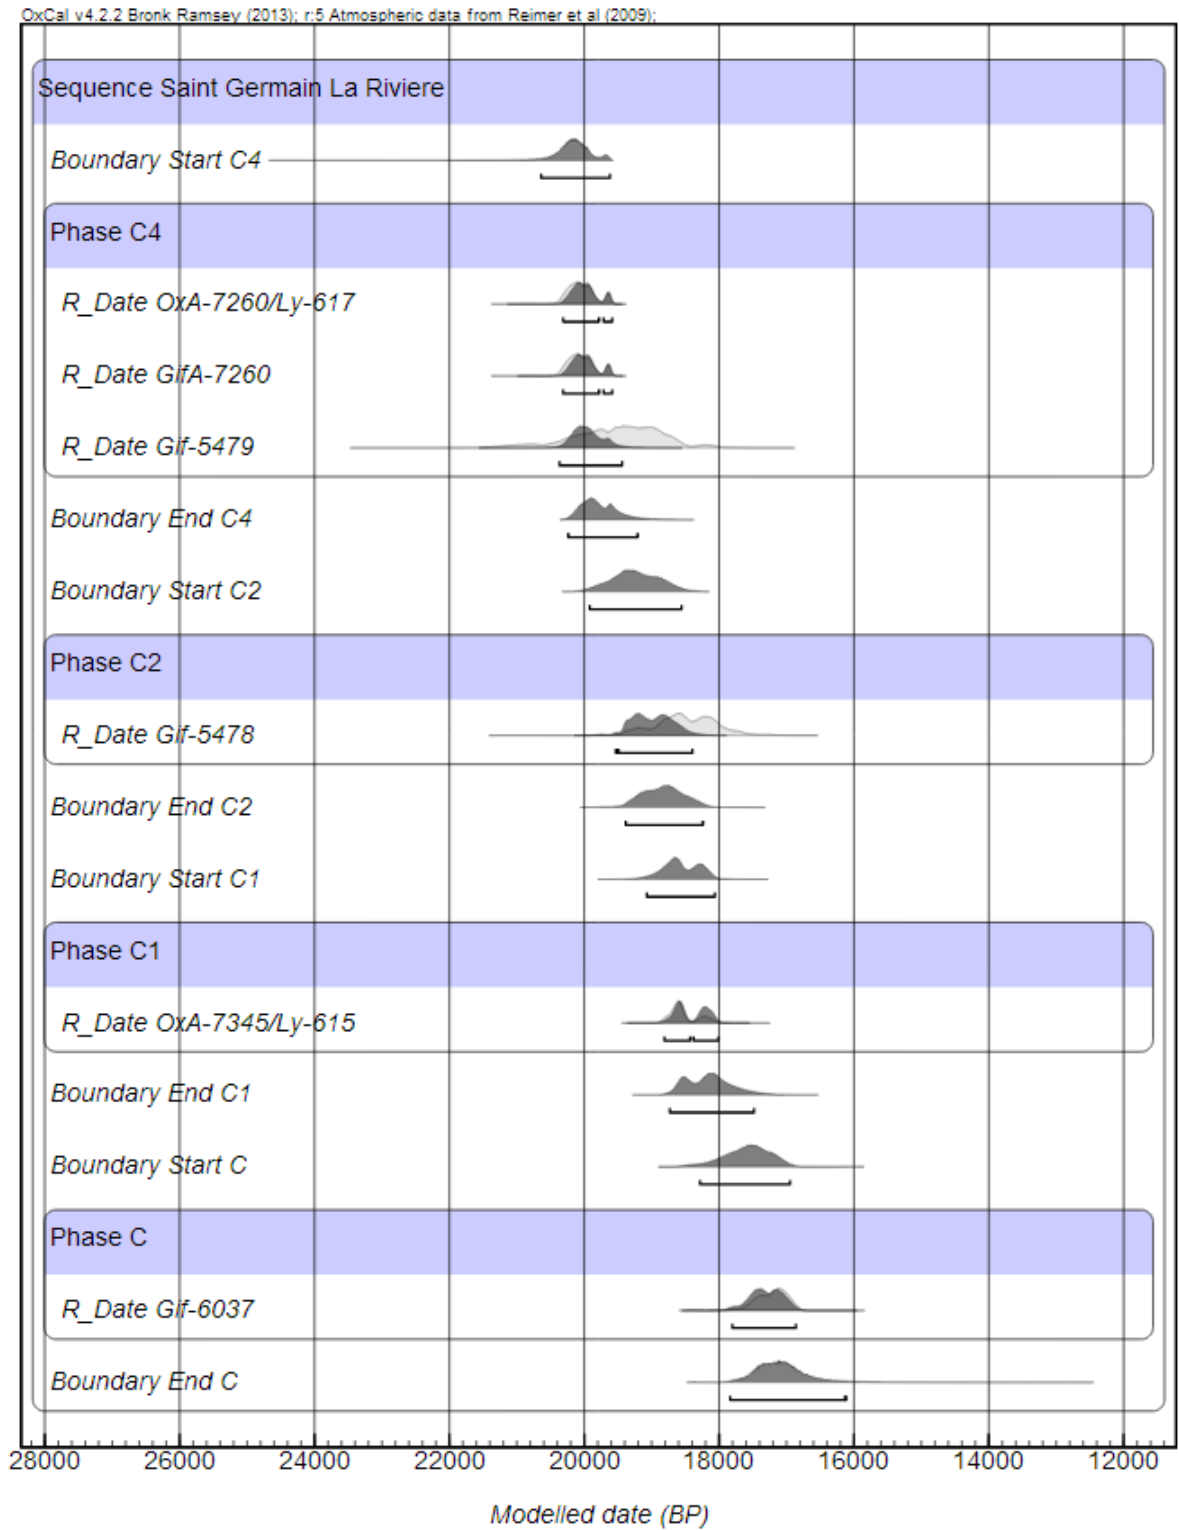 OxCal v4.2.2 Bronk Ramsey (2013); r:5 Atmospheric data from Reimer et al (2009);
Sequence Saint Germain La Riviere
Boundary Start C4
Phase C4
R_Date OxA-7260/Ly-617
R_Date GifA-7260
R_Date Gif-5479
Boundary End C4
Boundary Start C2
Phase C2
R_Date Gif-5478
Boundary End C2
Boundary Start C1
Phase C1
R_Date OxA-7345/Ly-615
Boundary End C1
Boundary Start C
Phase C
R_Date Gif-6037
Boundary End C
28000 26000 24000 22000 20000 18000 16000 14000 12000
Modelled date (BP)